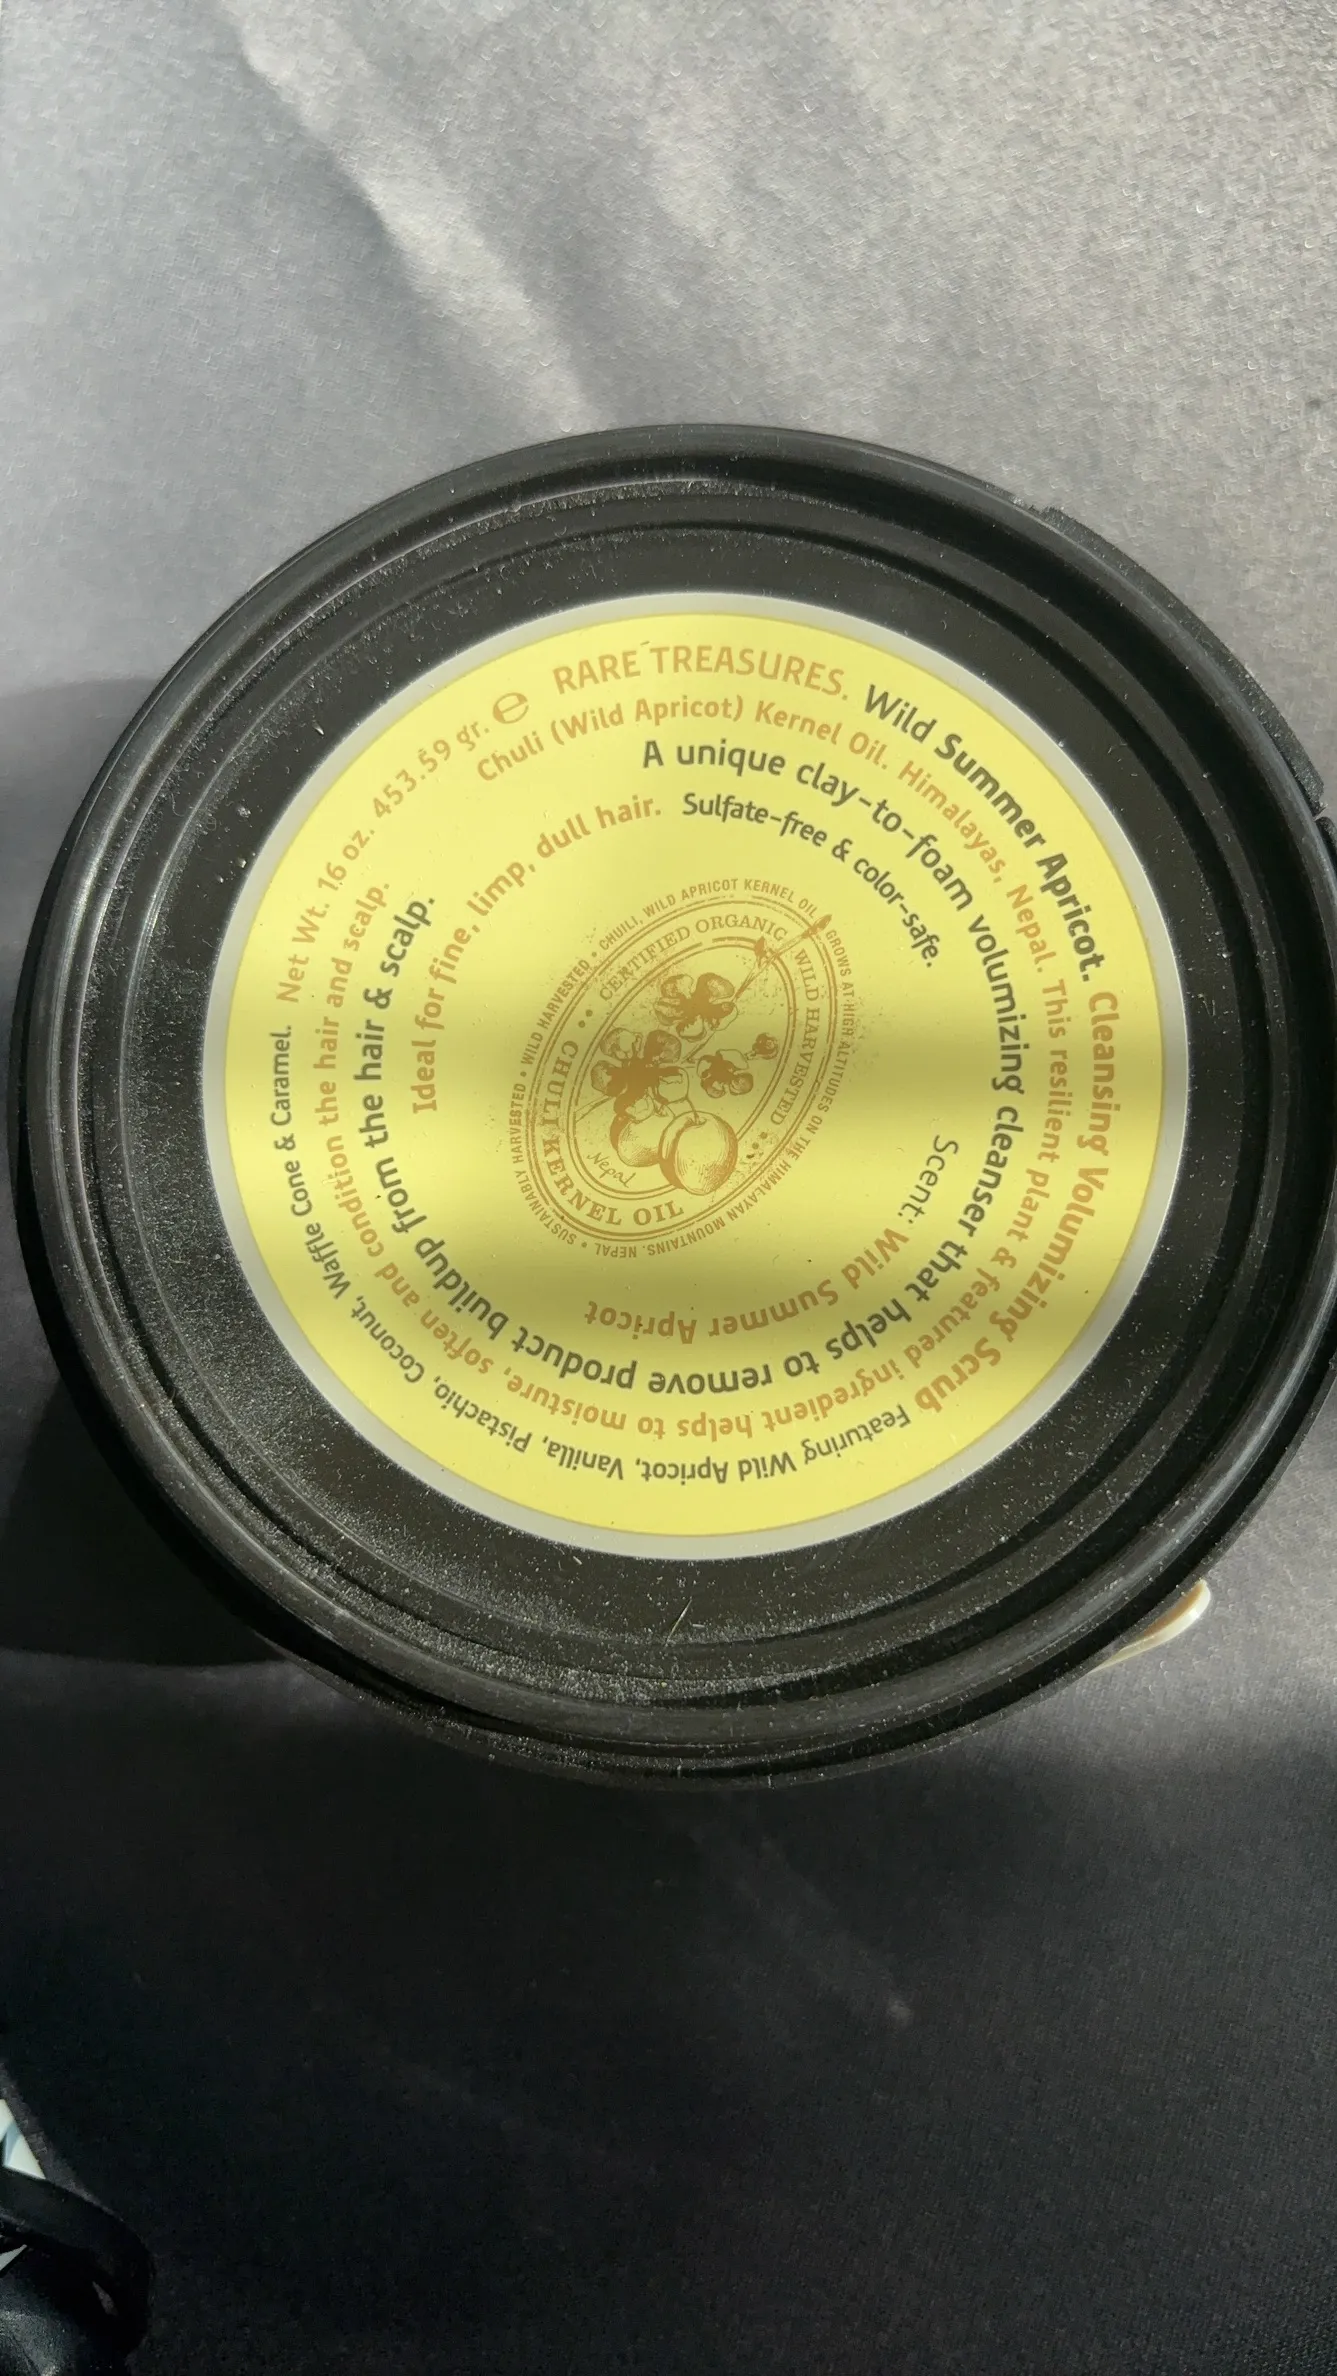 RARE TREASURES. Wild Summer Apricot. Cleansing Volumizing Scrub
Featuring Wild Apricot, Vanilla, Pistachio, Coconut, Waffle Cone & Caramel. Net Wt. 16 oz. 453.59 gr. ℮
Chuli (Wild Apricot) Kernel Oil. Himalayas, Nepal. This resilient plant & featured ingredient helps to moisture, soften and condition the hair and scalp.
A unique clay-to-foam volumizing cleanser that helps to remove product buildup from the hair & scalp.
Ideal for fine, limp, dull hair. Sulfate-free & color-safe.
Scent: Wild Summer Apricot
SUSTAINABLY HARVESTED • WILD HARVESTED • CHUILI, WILD APRICOT KERNEL OIL GROWS AT HIGH ALTITUDES ON THE HIMALAYAN MOUNTAINS. NEPAL •
CERTIFIED ORGANIC WILD HARVESTED
CHULI KERNEL OIL
Nepal